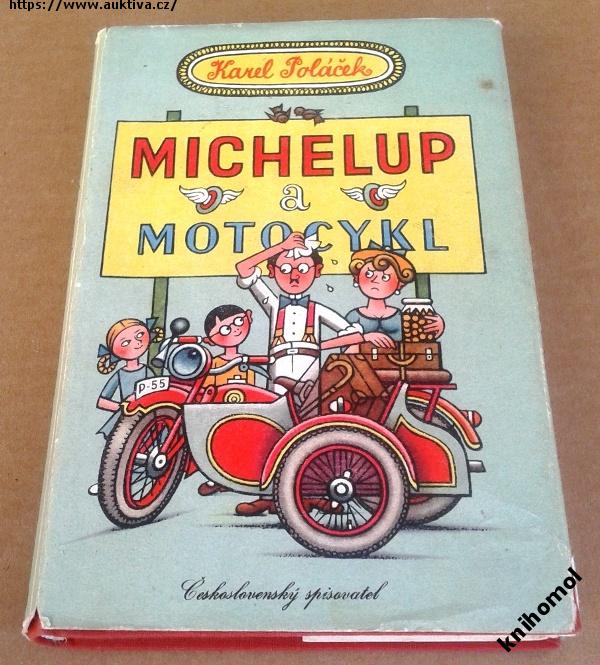 https://www.auktiva.cz/
Karel Poláček
MICHELUP
a
MOTOCYKL
P-55
Československý spisovatel
knihomol